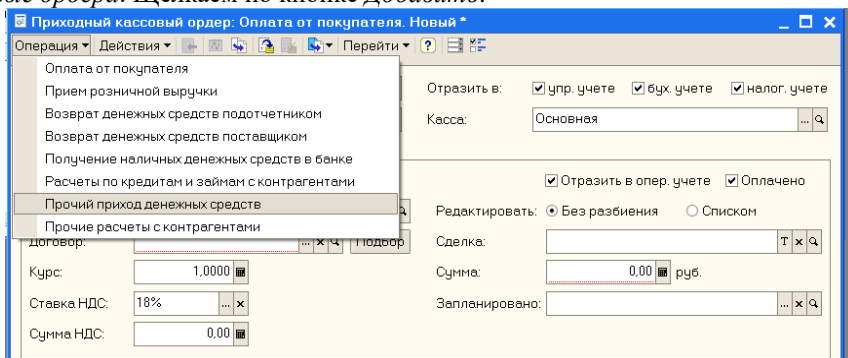 Щелкаем по кнопке
Приходный кассовый ордер: Оплата от покупателя. Новый *
Операция Действия Перейти ?
Оплата от покупателя
Прием розничной выручки
Возврат денежных средств подотчетником
Возврат денежных средств поставщиком
Получение наличных денежных средств в банке
Расчеты по кредитам и займам с контрагентами
Прочий приход денежных средств
Прочие расчеты с контрагентами
Отразить в: упр. учете бух. учете налог. учете
Касса: Основная ...
Отразить в опер. учете Оплачено
Редактировать: Без разбиения Списком
Договор: ... x Подбор Сделка: T x
Курс: 1,0000 Сумма: 0,00 руб.
Ставка НДС: 18% ... x Запланировано: ... x
Сумма НДС: 0,00